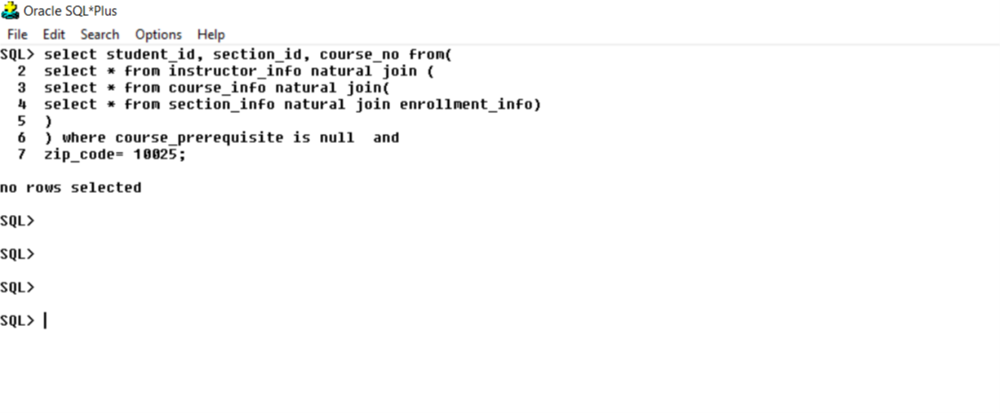 Oracle SQL*Plus
File Edit Search Options Help
SQL> select student_id, section_id, course_no from(
2 select * from instructor_info natural join (
3 select * from course_info natural join(
4 select * from section_info natural join enrollment_info)
5 )
6 ) where course_prerequisite is null and
7 zip_code= 10025;
no rows selected
SQL>
SQL>
SQL>
SQL>